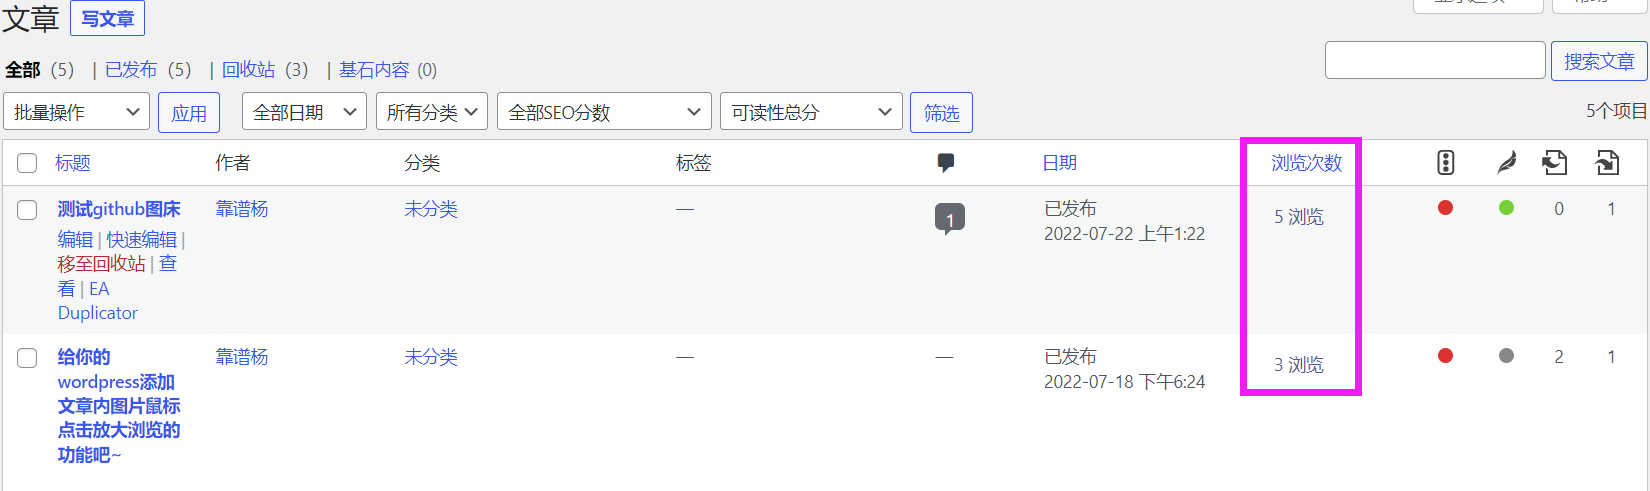 文章 写文章
全部 (5) | 已发布 (5) | 回收站 (3) | 基石内容 (0)
搜索文章
批量操作 应用 全部日期 所有分类 全部SEO分数 可读性总分 筛选 5个项目
标题 作者 分类 标签 日期 浏览次数
测试github图床 靠谱杨 未分类 — 1 已发布 5 浏览 0 1
编辑 | 快速编辑 | 2022-07-22 上午1:22
移至回收站 | 查
看 | EA
Duplicator
给你的 靠谱杨 未分类 — — 已发布 3 浏览 2 1
wordpress添加 2022-07-18 下午6:24
文章内图片鼠标
点击放大浏览的
功能吧~